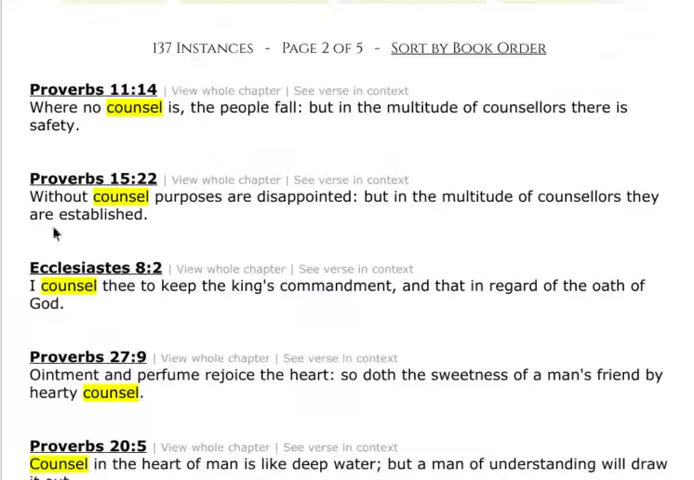 137 Instances - Page 2 of 5 - Sort by Book Order
Proverbs 11:14 | View whole chapter | See verse in context
Where no counsel is, the people fall: but in the multitude of counsellors there is
safety.
Proverbs 15:22 | View whole chapter | See verse in context
Without counsel purposes are disappointed: but in the multitude of counsellors they
are established.
Ecclesiastes 8:2 | View whole chapter | See verse in context
I counsel thee to keep the king's commandment, and that in regard of the oath of
God.
Proverbs 27:9 | View whole chapter | See verse in context
Ointment and perfume rejoice the heart: so doth the sweetness of a man's friend by
hearty counsel.
Proverbs 20:5 | View whole chapter | See verse in context
Counsel in the heart of man is like deep water; but a man of understanding will draw